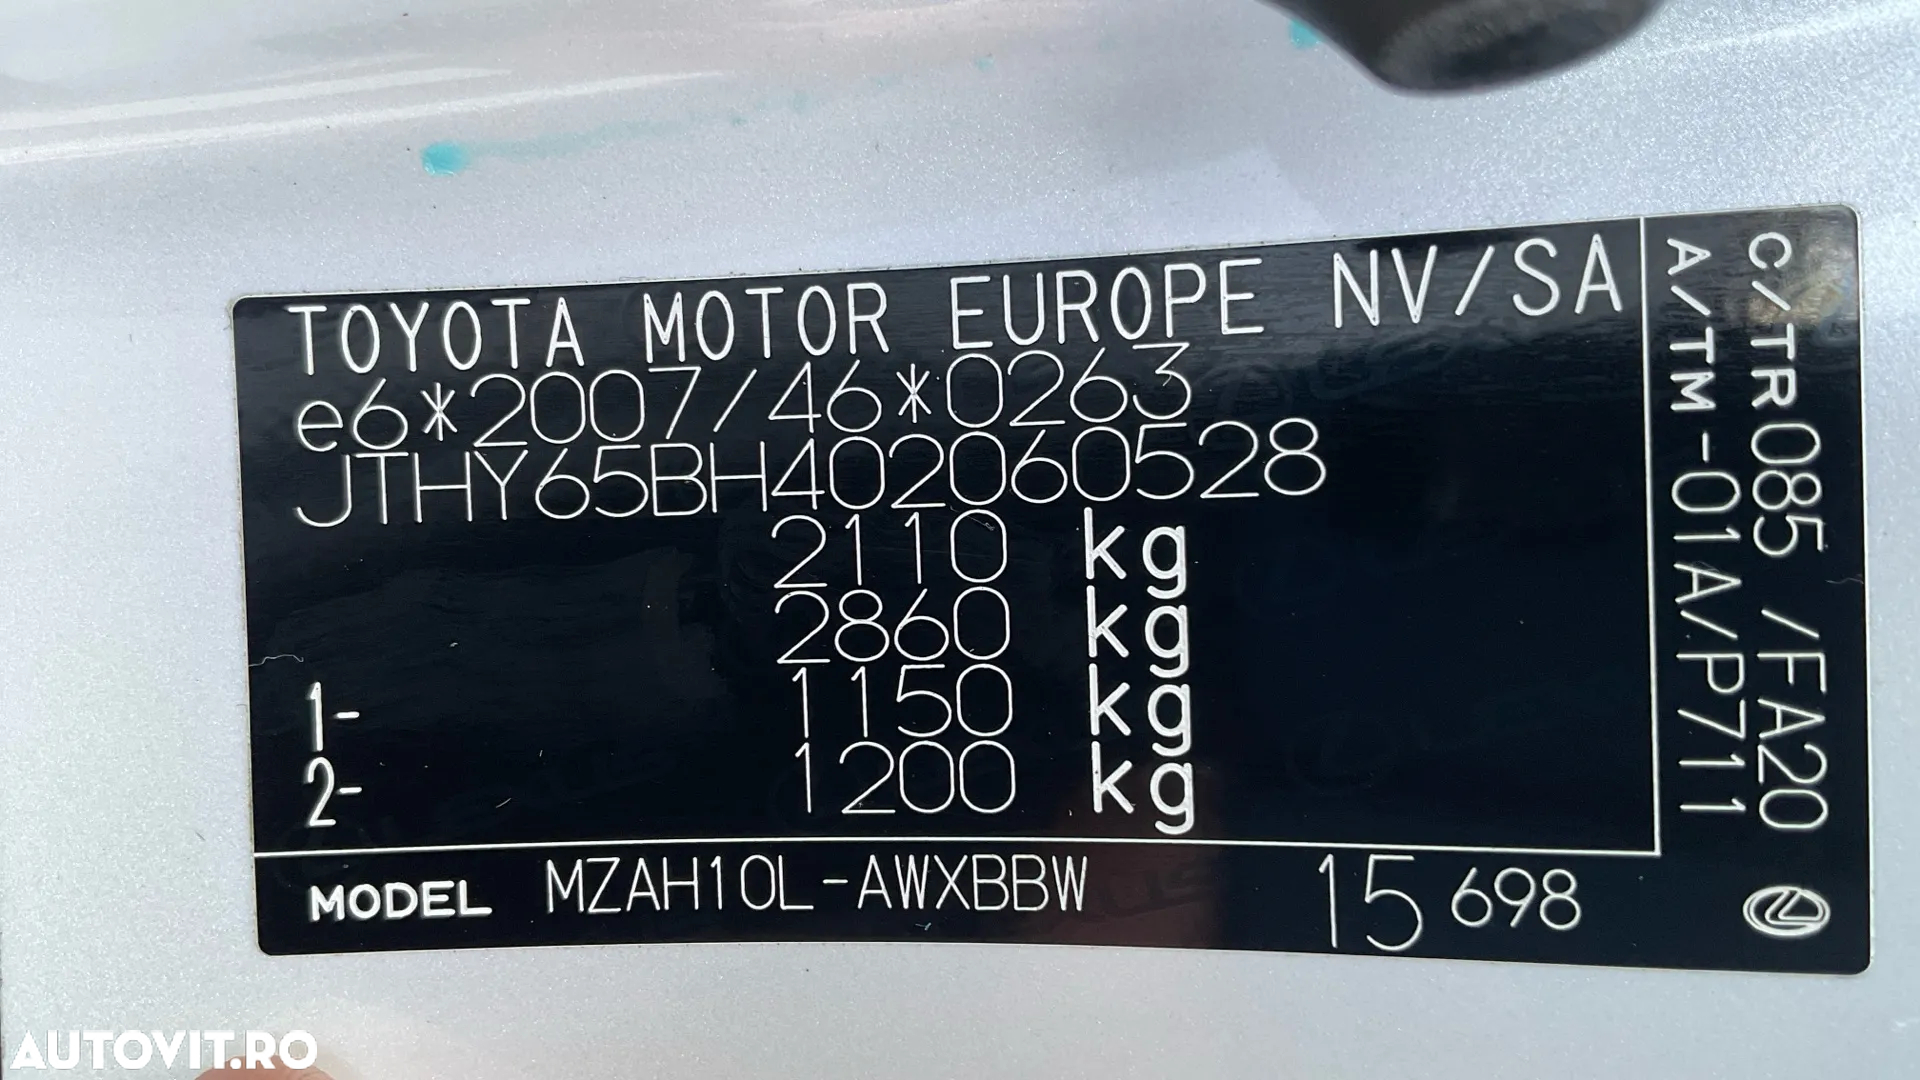 TOYOTA MOTOR EUROPE NV/SA
e6*2007/46*0263
JTHY65BH402060528
2110 kg
2860 kg
1- 1150 kg
2- 1200 kg
MODEL MZAH10L-AWXBBW 15 698
C/TR 085 /FA20
A/TM-01A/P711
AUTOVIT.RO